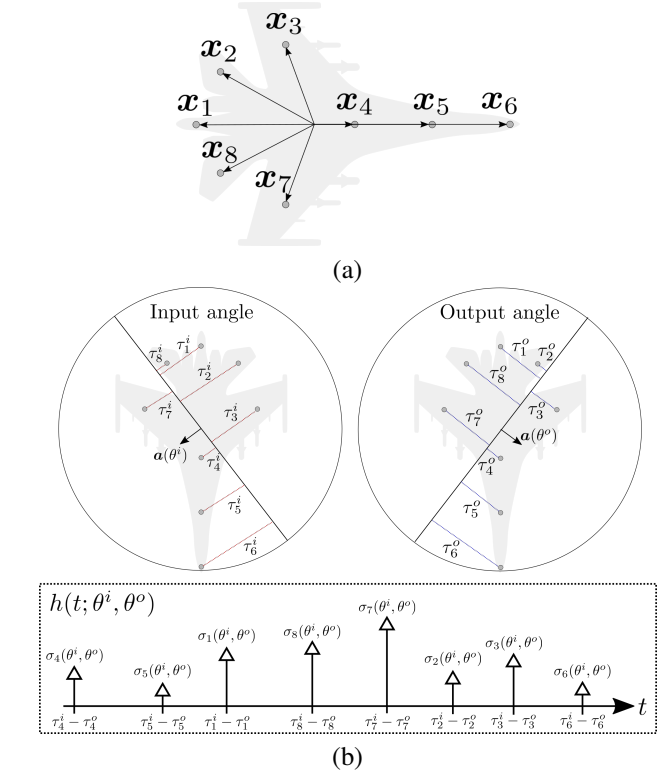 x₃
x₂
x₁ x₄ x₅ x₆
x₈
x₇
(a)
Input angle Output angle
τ₈ⁱ τ₁ⁱ τ₁ᵒ τ₂ᵒ
τ₂ⁱ τ₈ᵒ
τ₇ⁱ τ₃ⁱ τ₇ᵒ τ₃ᵒ
a(θⁱ) τ₄ⁱ τ₄ᵒ a(θᵒ)
τ₅ⁱ τ₅ᵒ
τ₆ⁱ τ₆ᵒ
h(t; θⁱ, θᵒ)
σ₄(θⁱ, θᵒ) σ₅(θⁱ, θᵒ) σ₁(θⁱ, θᵒ) σ₈(θⁱ, θᵒ) σ₇(θⁱ, θᵒ) σ₂(θⁱ, θᵒ) σ₃(θⁱ, θᵒ) σ₆(θⁱ, θᵒ)
t
τ₄ⁱ − τ₄ᵒ τ₅ⁱ − τ₅ᵒ τ₁ⁱ − τ₁ᵒ τ₈ⁱ − τ₈ᵒ τ₇ⁱ − τ₇ᵒ τ₂ⁱ − τ₂ᵒ τ₃ⁱ − τ₃ᵒ τ₆ⁱ − τ₆ᵒ
(b)